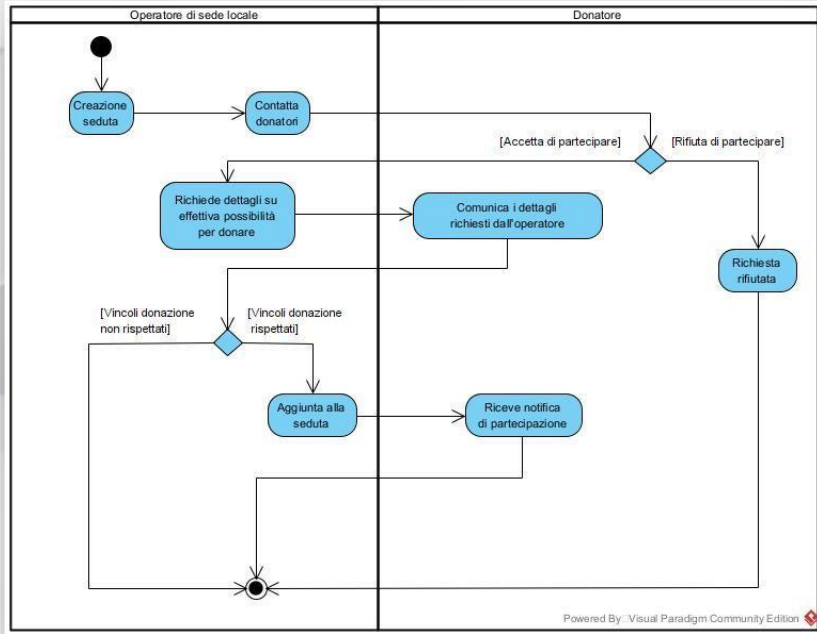 Operatore di sede locale
Donatore
Creazione
seduta
Contatta
donatori
[Accetta di partecipare]
[Rifiuta di partecipare]
Richiede dettagli su
effettiva possibilità
per donare
Comunica i dettagli
richiesti dall'operatore
Richiesta
rifiutata
[Vincoli donazione
non rispettati]
[Vincoli donazione
rispettati]
Aggiunta alla
seduta
Riceve notifica
di partecipazione
Powered By Visual Paradigm Community Edition